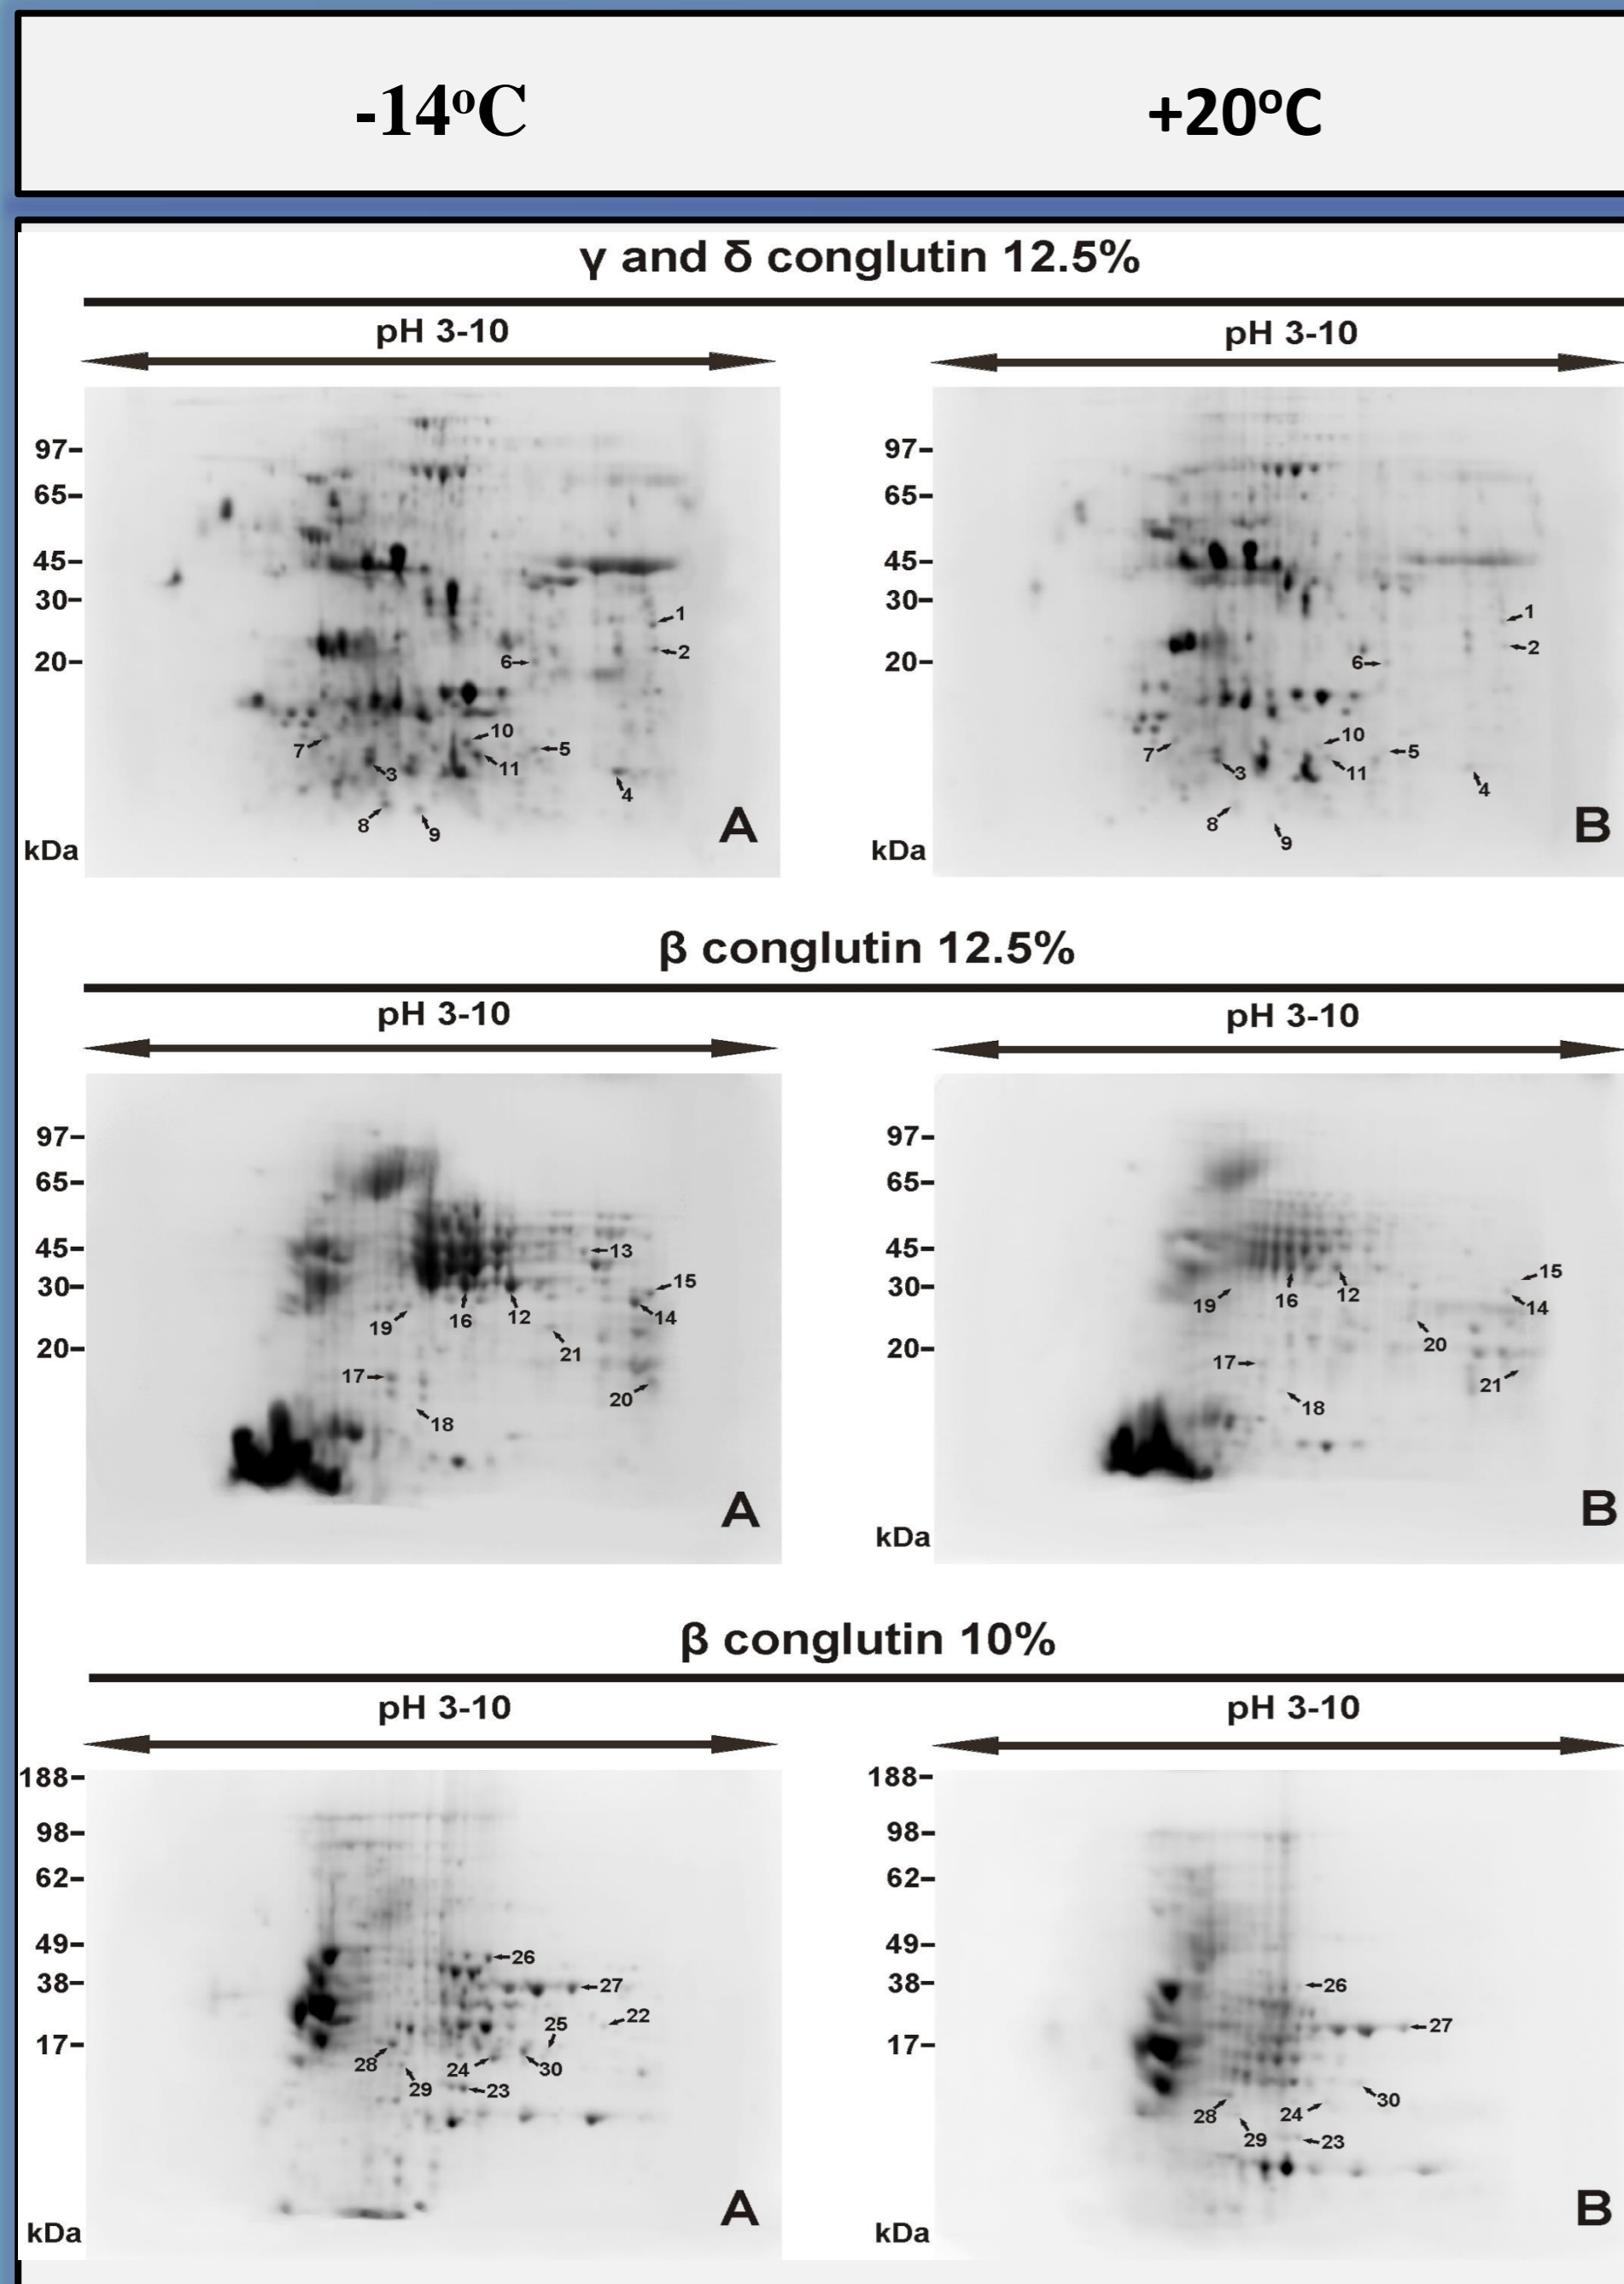 -14ºC +20ºC
γ and δ conglutin 12.5%
pH 3-10 pH 3-10
97- 97-
65- 65-
45- 45-
30- 30-
1 1
2 2
20- 6 20- 6
10 10
7 5 7 5
3 11 3 11
4 4
8 9 A 8 9 B
kDa kDa
β conglutin 12.5%
pH 3-10 pH 3-10
97- 97-
65- 65-
45- 13 45-
30- 15 30- 15
19 16 12 14 19 16 12 14
20- 21 20- 20
17 20 17 21
18 18
A B
kDa
β conglutin 10%
pH 3-10 pH 3-10
188- 188-
98- 98-
62- 62-
49- 26 49-
38- 27 38- 26
25 22 27
17- 17-
28 24 30
29 23 30
28 24
29 23
A B
kDa kDa